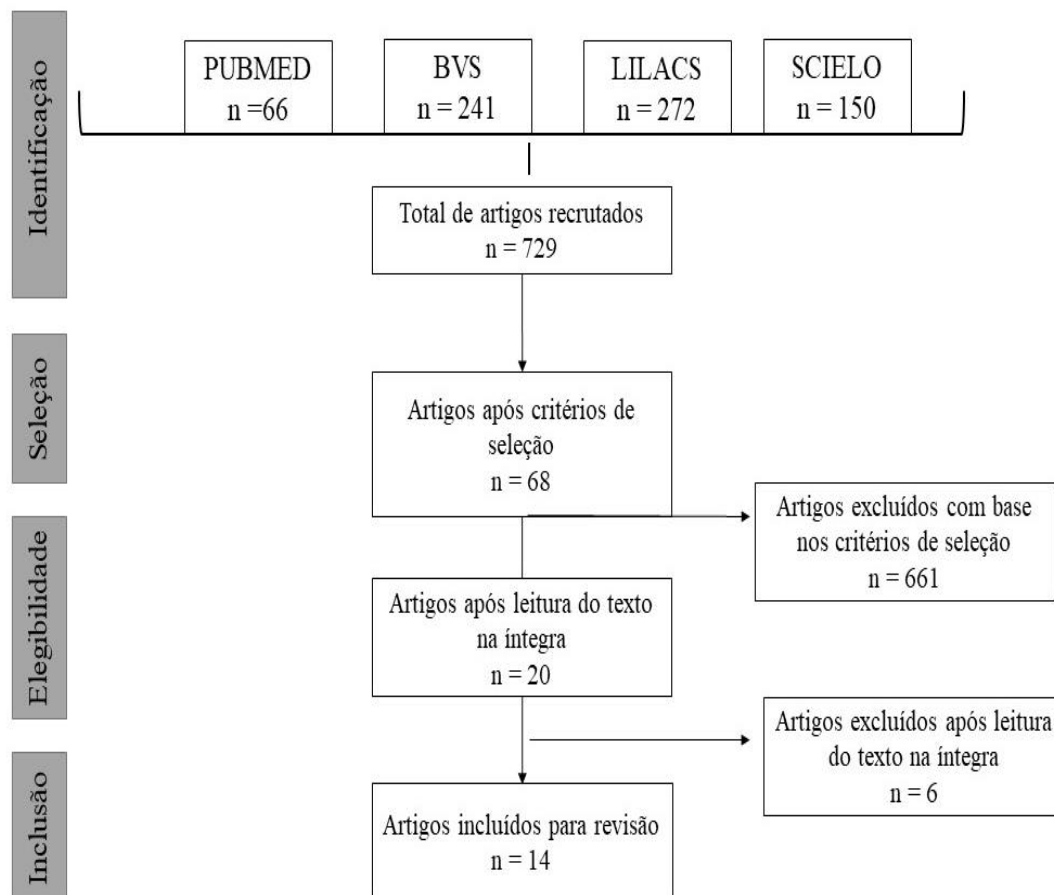 Identificação
PUBMED
n =66
BVS
n = 241
LILACS
n = 272
SCIELO
n = 150
Total de artigos recrutados
n = 729
Seleção
Artigos após critérios de
seleção
n = 68
Artigos excluídos com base
nos critérios de seleção
n = 661
Elegibilidade
Artigos após leitura do texto
na íntegra
n = 20
Artigos excluídos após leitura
do texto na íntegra
n = 6
Inclusão
Artigos incluídos para revisão
n = 14